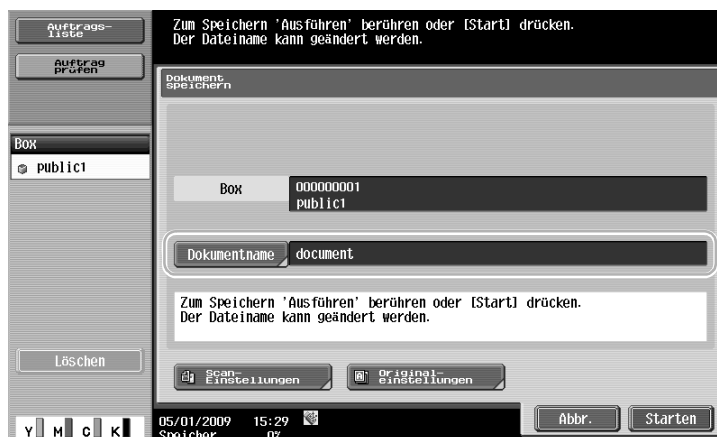 Auftrags-
liste
Auftrag
prüfen
Box
public1
Löschen
Y M C K
Zum Speichern 'Ausführen' berühren oder [Start] drücken.
Der Dateiname kann geändert werden.
Dokument
speichern
Box
000000001
public1
Dokumentname
document
Zum Speichern 'Ausführen' berühren oder [Start] drücken.
Der Dateiname kann geändert werden.
Scan-
Einstellungen
Original-
einstellungen
05/01/2009 15:29
Speicher 0%
Abbr.
Starten